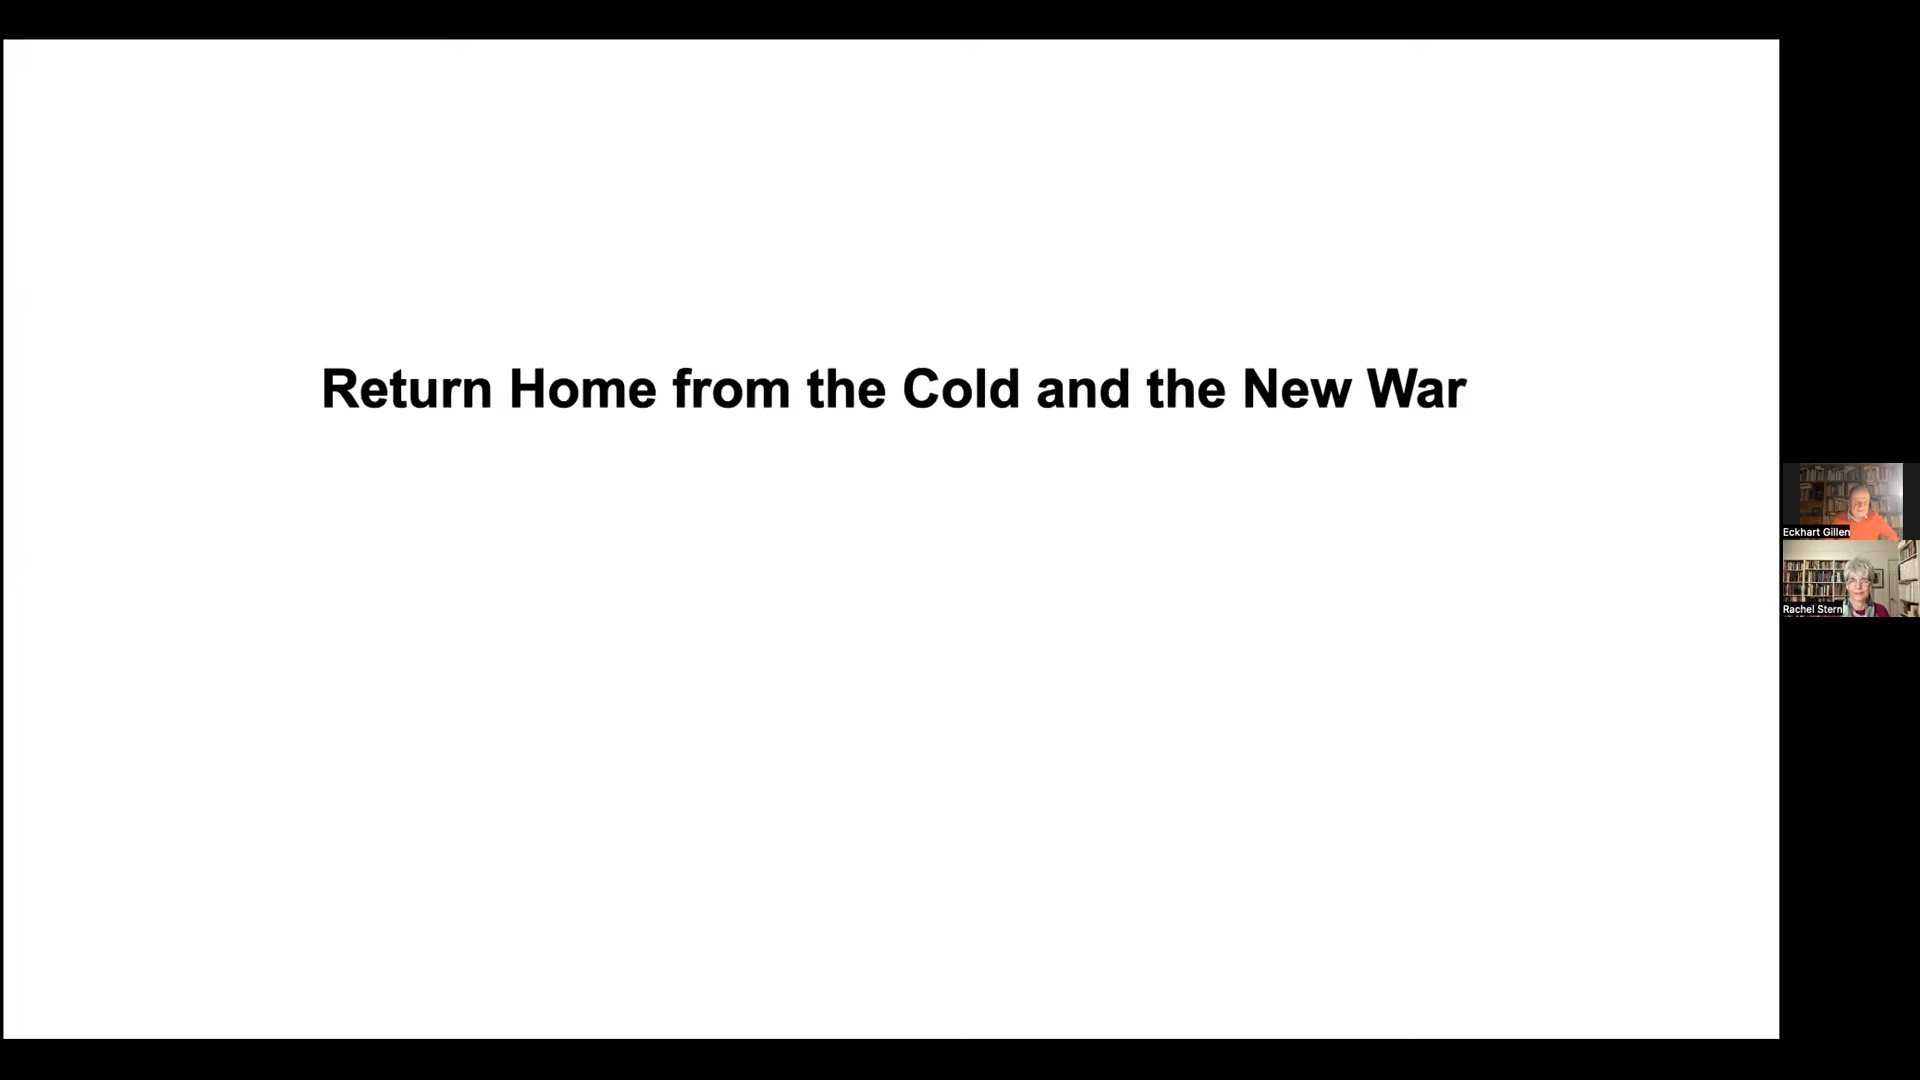 Return Home from the Cold and the New War
Eckhart Gillen
Rachel Stern